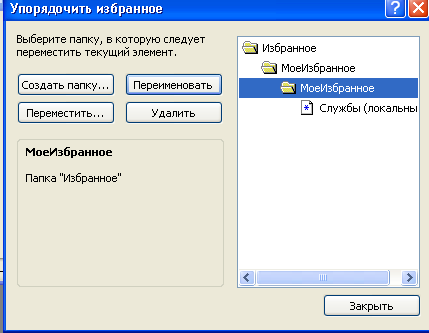 Упорядочить избранное
Выберите папку, в которую следует
переместить текущий элемент.
Создать папку... Переименовать
Переместить... Удалить
МоеИзбранное
Папка "Избранное"
Избранное
МоеИзбранное
МоеИзбранное
Службы (локальны
Закрыть